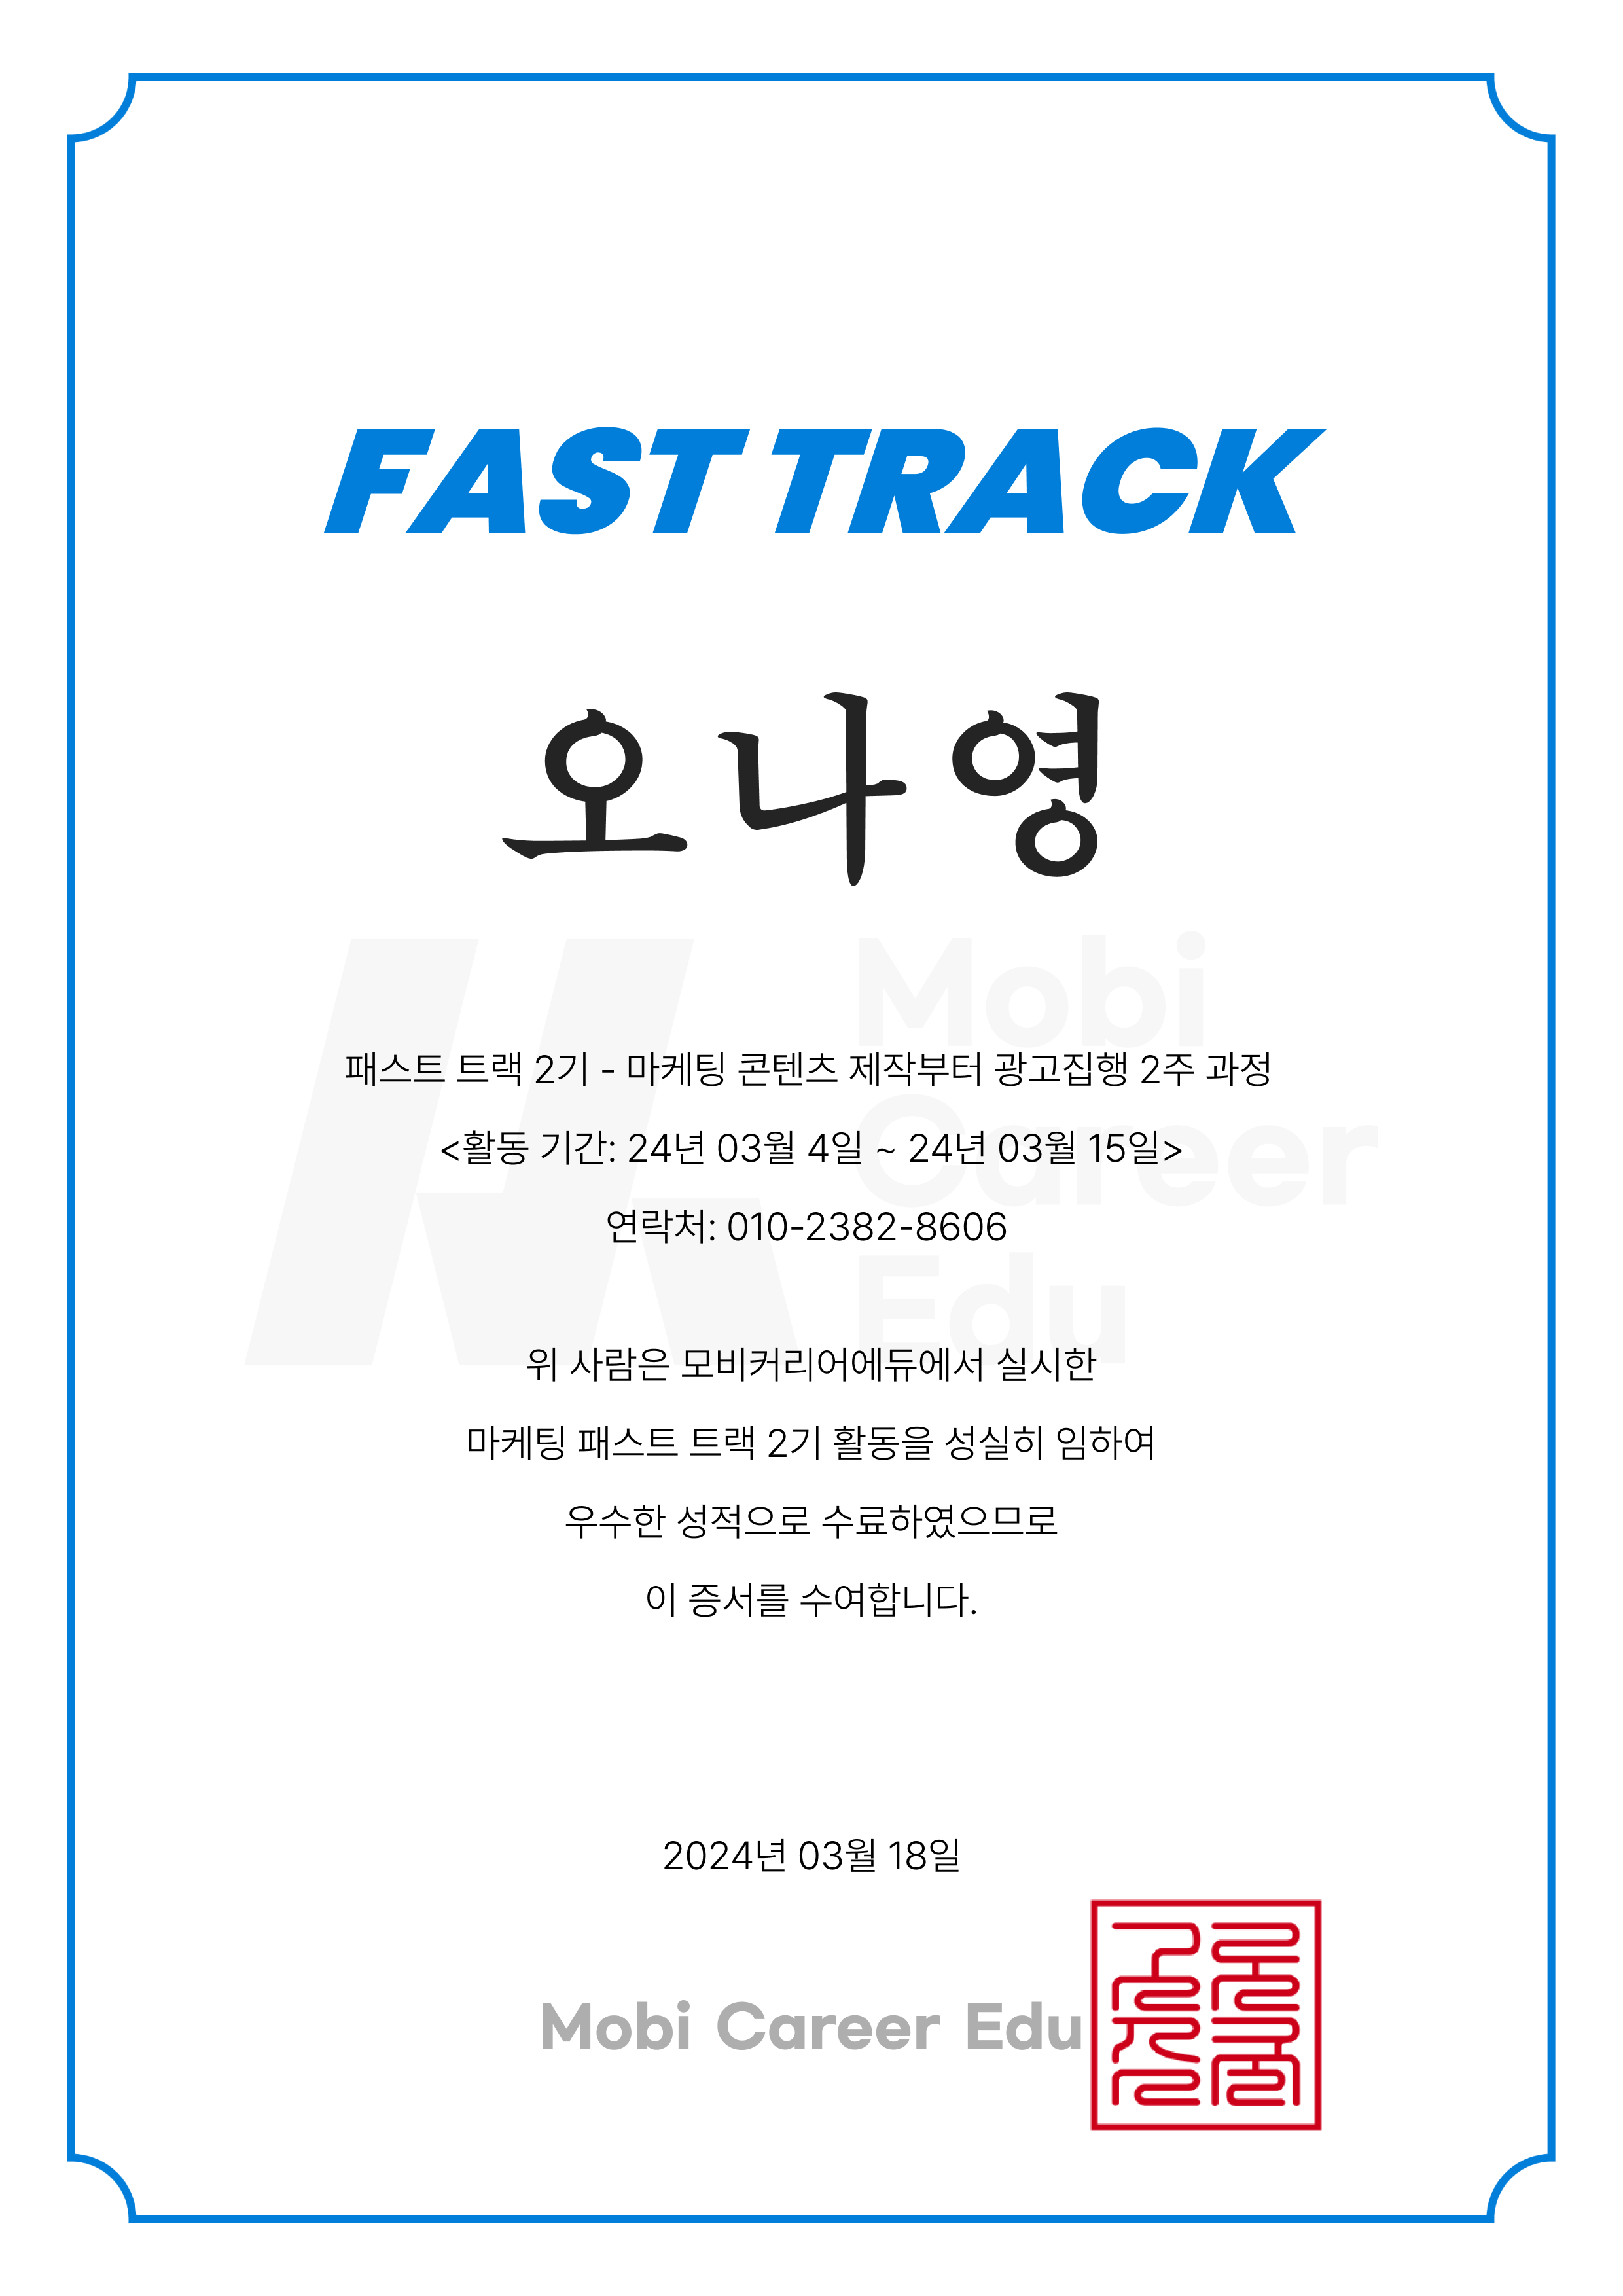 FAST TRACK
오나영
Mobi
Career
Edu
패스트 트랙 2기 - 마케팅 콘텐츠 제작부터 광고집행 2주 과정
<활동 기간: 24년 03월 4일 ~ 24년 03월 15일>
연락처: 010-2382-8606
위 사람은 모비커리어에듀에서 실시한
마케팅 패스트 트랙 2기 활동을 성실히 임하여
우수한 성적으로 수료하였으므로
이 증서를 수여합니다.
2024년 03월 18일
Mobi Career Edu